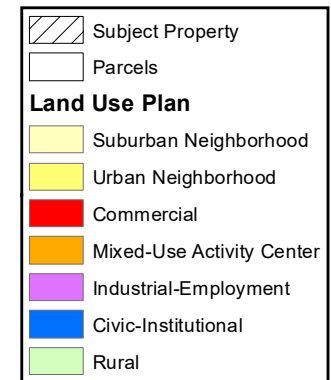 Subject Property
Parcels
Land Use Plan
Suburban Neighborhood
Urban Neighborhood
Commercial
Mixed-Use Activity Center
Industrial-Employment
Civic-Institutional
Rural